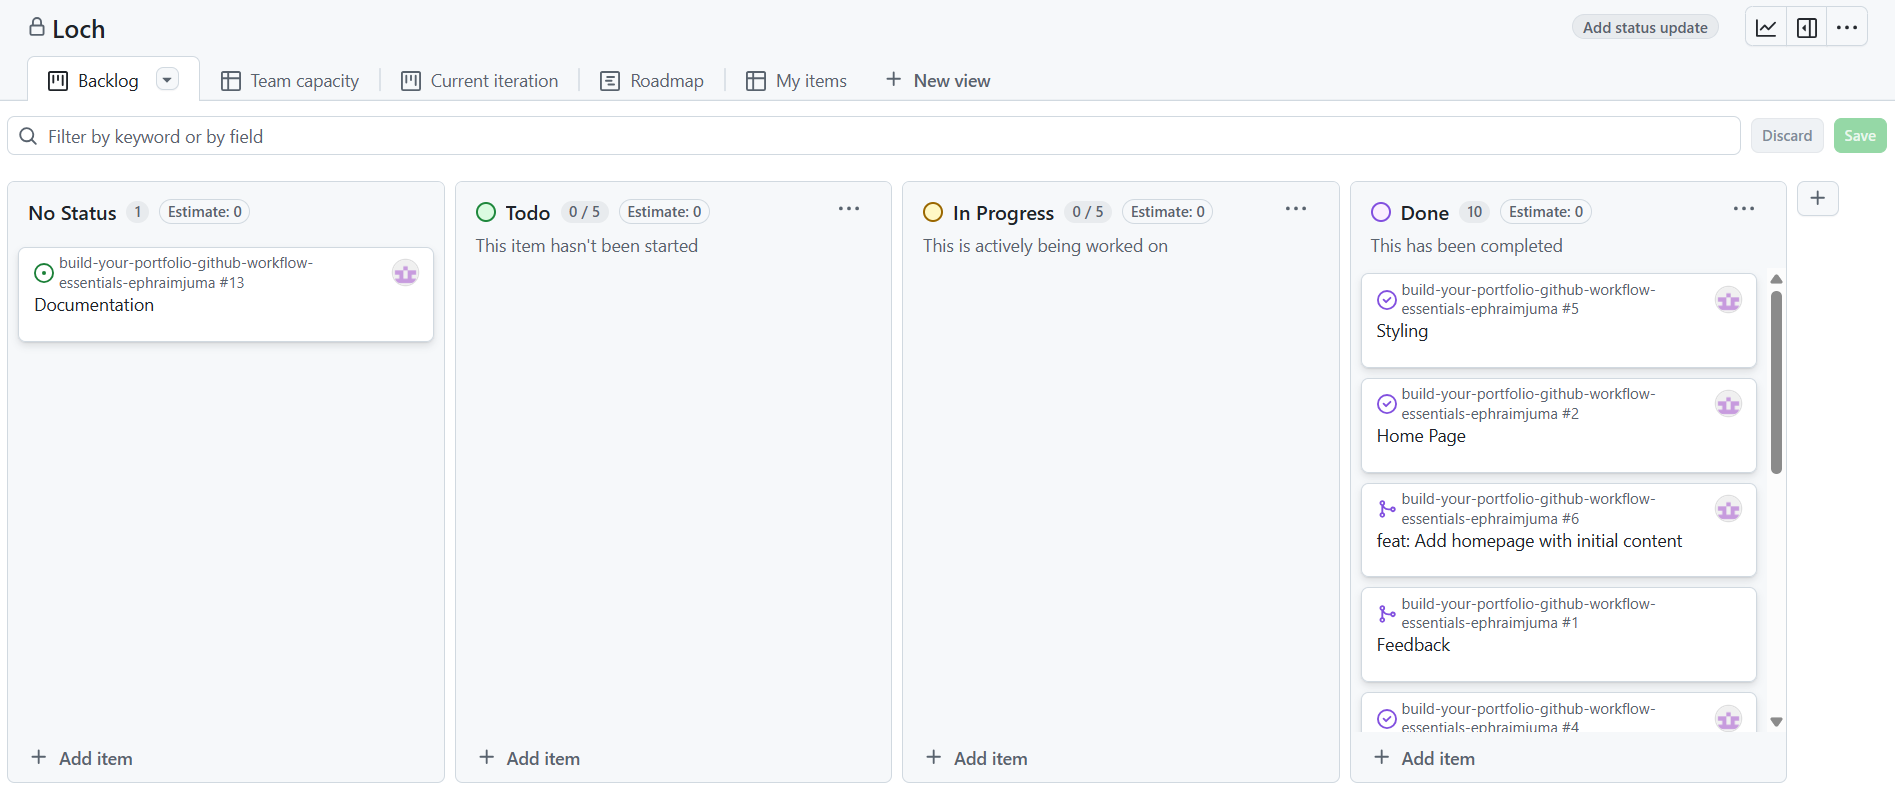 Loch
Add status update
Backlog
Team capacity
Current iteration
Roadmap
My items
New view
Filter by keyword or by field
Discard
Save
No Status 1 Estimate: 0
build-your-portfolio-github-workflow-
essentials-ephraimjuma #13
Documentation
Add item
Todo 0 / 5 Estimate: 0
This item hasn't been started
Add item
In Progress 0 / 5 Estimate: 0
This is actively being worked on
Add item
Done 10 Estimate: 0
This has been completed
build-your-portfolio-github-workflow-
essentials-ephraimjuma #5
Styling
build-your-portfolio-github-workflow-
essentials-ephraimjuma #2
Home Page
build-your-portfolio-github-workflow-
essentials-ephraimjuma #6
feat: Add homepage with initial content
build-your-portfolio-github-workflow-
essentials-ephraimjuma #1
Feedback
build-your-portfolio-github-workflow-
essentials-ephraimjuma #4
Add item